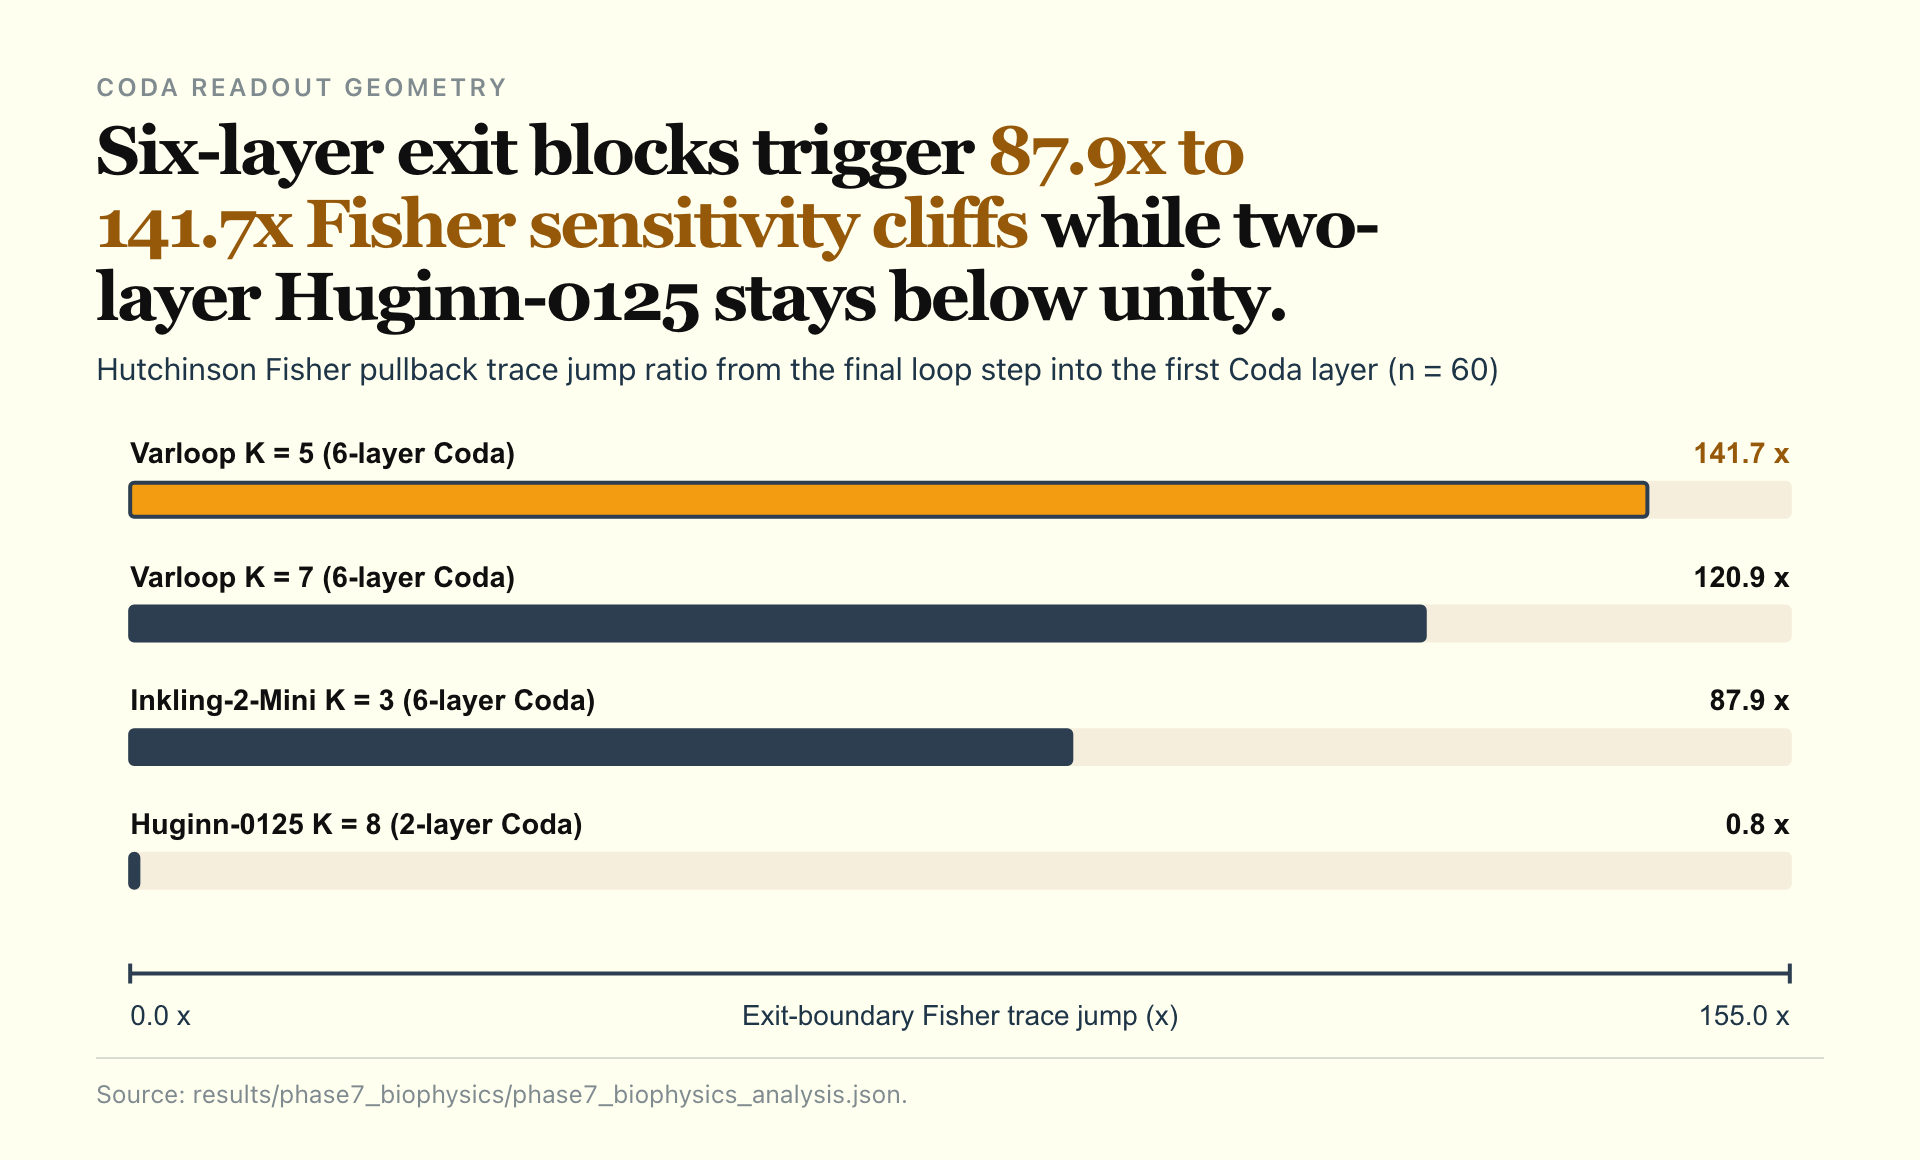 CODA READOUT GEOMETRY
Six-layer exit blocks trigger 87.9x to
141.7x Fisher sensitivity cliffs while two-
layer Huginn-0125 stays below unity.
Hutchinson Fisher pullback trace jump ratio from the final loop step into the first Coda layer (n = 60)
Varloop K = 5 (6-layer Coda) 141.7 x
Varloop K = 7 (6-layer Coda) 120.9 x
Inkling-2-Mini K = 3 (6-layer Coda) 87.9 x
Huginn-0125 K = 8 (2-layer Coda) 0.8 x
0.0 x Exit-boundary Fisher trace jump (x) 155.0 x
Source: results/phase7_biophysics/phase7_biophysics_analysis.json.